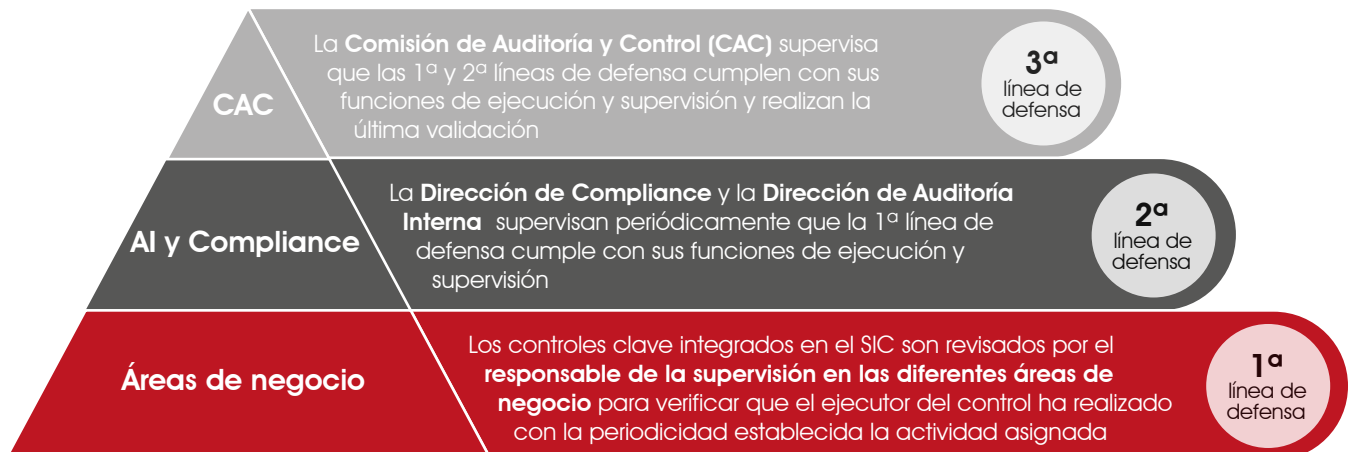 CAC
La Comisión de Auditoría y Control (CAC) supervisa
que las 1ª y 2ª líneas de defensa cumplen con sus
funciones de ejecución y supervisión y realizan la
última validación
3ª
línea de
defensa
AI y Compliance
La Dirección de Compliance y la Dirección de Auditoría
Interna supervisan periódicamente que la 1ª línea de
defensa cumple con sus funciones de ejecución y
supervisión
2ª
línea de
defensa
Áreas de negocio
Los controles clave integrados en el SIC son revisados por el
responsable de la supervisión en las diferentes áreas de
negocio para verificar que el ejecutor del control ha realizado
con la periodicidad establecida la actividad asignada
1ª
línea de
defensa